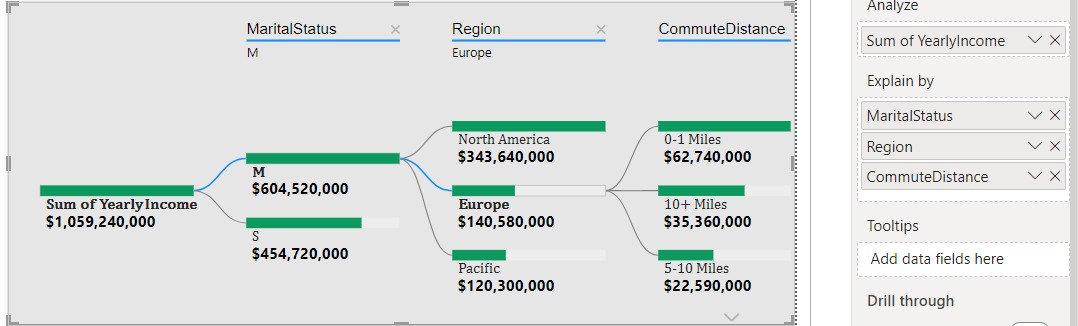 MaritalStatus
M
Region
Europe
CommuteDistance
Sum of YearlyIncome
$1,059,240,000
M
$604,520,000
S
$454,720,000
North America
$343,640,000
Europe
$140,580,000
Pacific
$120,300,000
0-1 Miles
$62,740,000
10+ Miles
$35,360,000
5-10 Miles
$22,590,000
Analyze
Sum of YearlyIncome
Explain by
MaritalStatus
Region
CommuteDistance
Tooltips
Add data fields here
Drill through